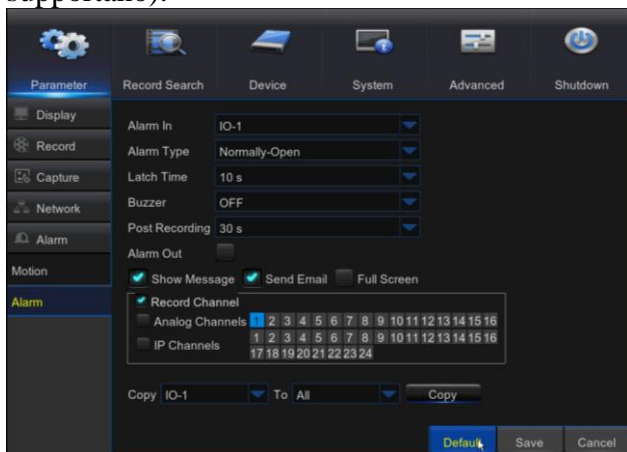 supportano).
Parameter Record Search Device System Advanced Shutdown
Display
Record
Capture
Network
Alarm
Motion
Alarm
Alarm In IO-1
Alarm Type Normally-Open
Latch Time 10 s
Buzzer OFF
Post Recording 30 s
Alarm Out
Show Message Send Email Full Screen
Record Channel
Analog Channels 1 2 3 4 5 6 7 8 9 10 11 12 13 14 15 16
IP Channels 1 2 3 4 5 6 7 8 9 10 11 12 13 14 15 16
17 18 19 20 21 22 23 24
Copy IO-1 To All Copy
Default Save Cancel